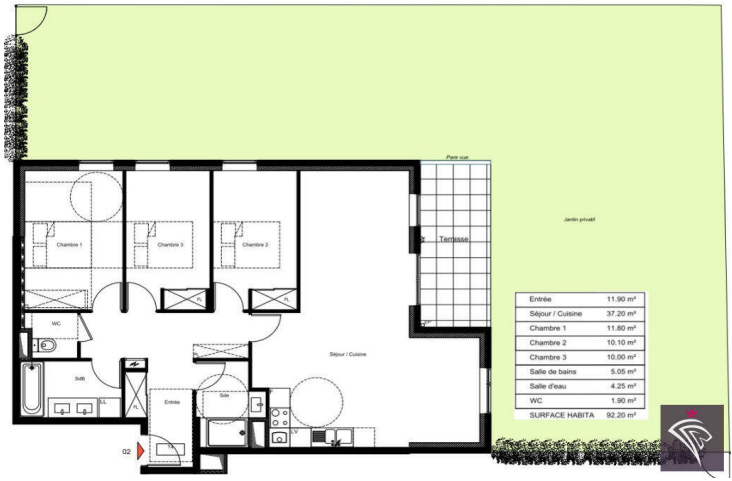 Pare vue
Jardin privatif
Terrasse
Chambre 1
Chambre 3
Chambre 2
PL
PL
WC
Séjour / Cuisine
SdB
LL
PL
Entrée
Sde
LV
02
Entrée 11.90 m²
Séjour / Cuisine 37.20 m²
Chambre 1 11.80 m²
Chambre 2 10.10 m²
Chambre 3 10.00 m²
Salle de bains 5.05 m²
Salle d'eau 4.25 m²
WC 1.90 m²
SURFACE HABITA 92.20 m²